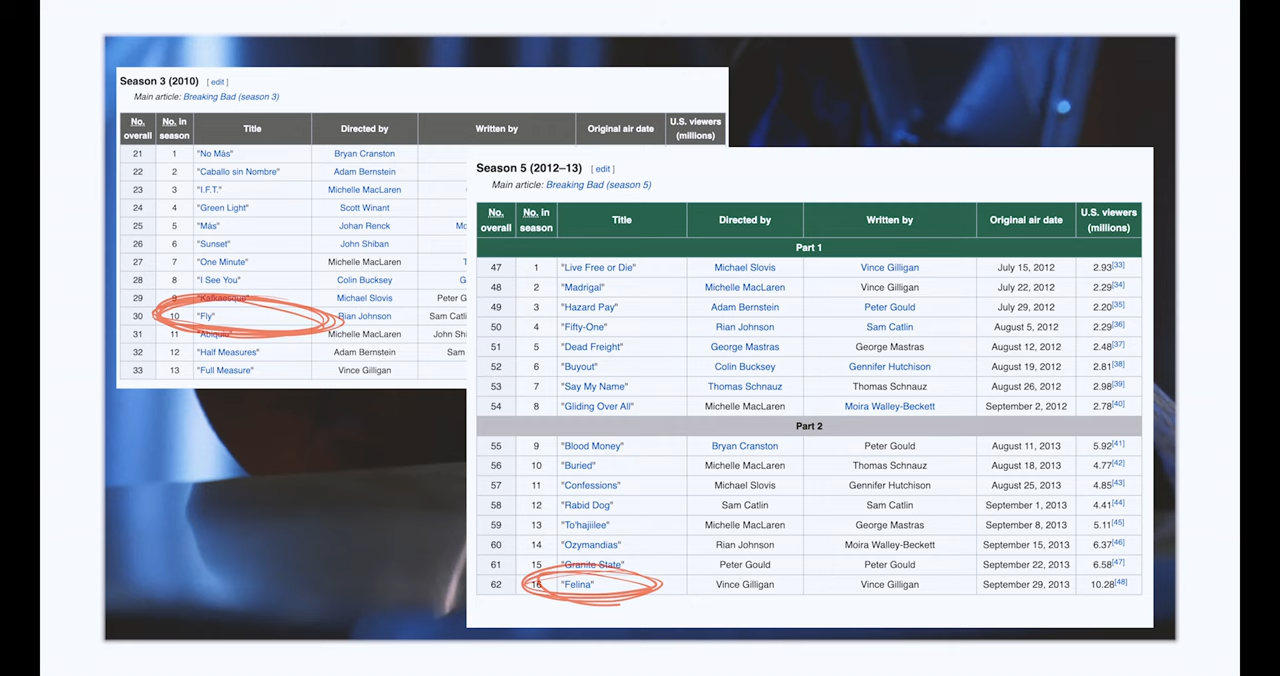 Season 3 (2010) [ edit ]
Main article: Breaking Bad (season 3)
No. overall No. in season Title Directed by Written by Original air date U.S. viewers (millions)
21 1 "No Más" Bryan Cranston
22 2 "Caballo sin Nombre" Adam Bernstein
23 3 "I.F.T." Michelle MacLaren
24 4 "Green Light" Scott Winant
25 5 "Más" Johan Renck Mo
26 6 "Sunset" John Shiban
27 7 "One Minute" Michelle MacLaren T
28 8 "I See You" Colin Bucksey G
29 9 "Kafkaesque" Michael Slovis Peter G
30 10 "Fly" Rian Johnson Sam Catli
31 11 "Abiquiu" Michelle MacLaren John Shi
32 12 "Half Measures" Adam Bernstein Sam
33 13 "Full Measure" Vince Gilligan
Season 5 (2012–13) [ edit ]
Main article: Breaking Bad (season 5)
No. overall No. in season Title Directed by Written by Original air date U.S. viewers (millions)
Part 1
47 1 "Live Free or Die" Michael Slovis Vince Gilligan July 15, 2012 2.93[33]
48 2 "Madrigal" Michelle MacLaren Vince Gilligan July 22, 2012 2.29[34]
49 3 "Hazard Pay" Adam Bernstein Peter Gould July 29, 2012 2.20[35]
50 4 "Fifty-One" Rian Johnson Sam Catlin August 5, 2012 2.29[36]
51 5 "Dead Freight" George Mastras George Mastras August 12, 2012 2.48[37]
52 6 "Buyout" Colin Bucksey Gennifer Hutchison August 19, 2012 2.81[38]
53 7 "Say My Name" Thomas Schnauz Thomas Schnauz August 26, 2012 2.98[39]
54 8 "Gliding Over All" Michelle MacLaren Moira Walley-Beckett September 2, 2012 2.78[40]
Part 2
55 9 "Blood Money" Bryan Cranston Peter Gould August 11, 2013 5.92[41]
56 10 "Buried" Michelle MacLaren Thomas Schnauz August 18, 2013 4.77[42]
57 11 "Confessions" Michael Slovis Gennifer Hutchison August 25, 2013 4.85[43]
58 12 "Rabid Dog" Sam Catlin Sam Catlin September 1, 2013 4.41[44]
59 13 "To'hajiilee" Michelle MacLaren George Mastras September 8, 2013 5.11[45]
60 14 "Ozymandias" Rian Johnson Moira Walley-Beckett September 15, 2013 6.37[46]
61 15 "Granite State" Peter Gould Peter Gould September 22, 2013 6.58[47]
62 16 "Felina" Vince Gilligan Vince Gilligan September 29, 2013 10.28[48]